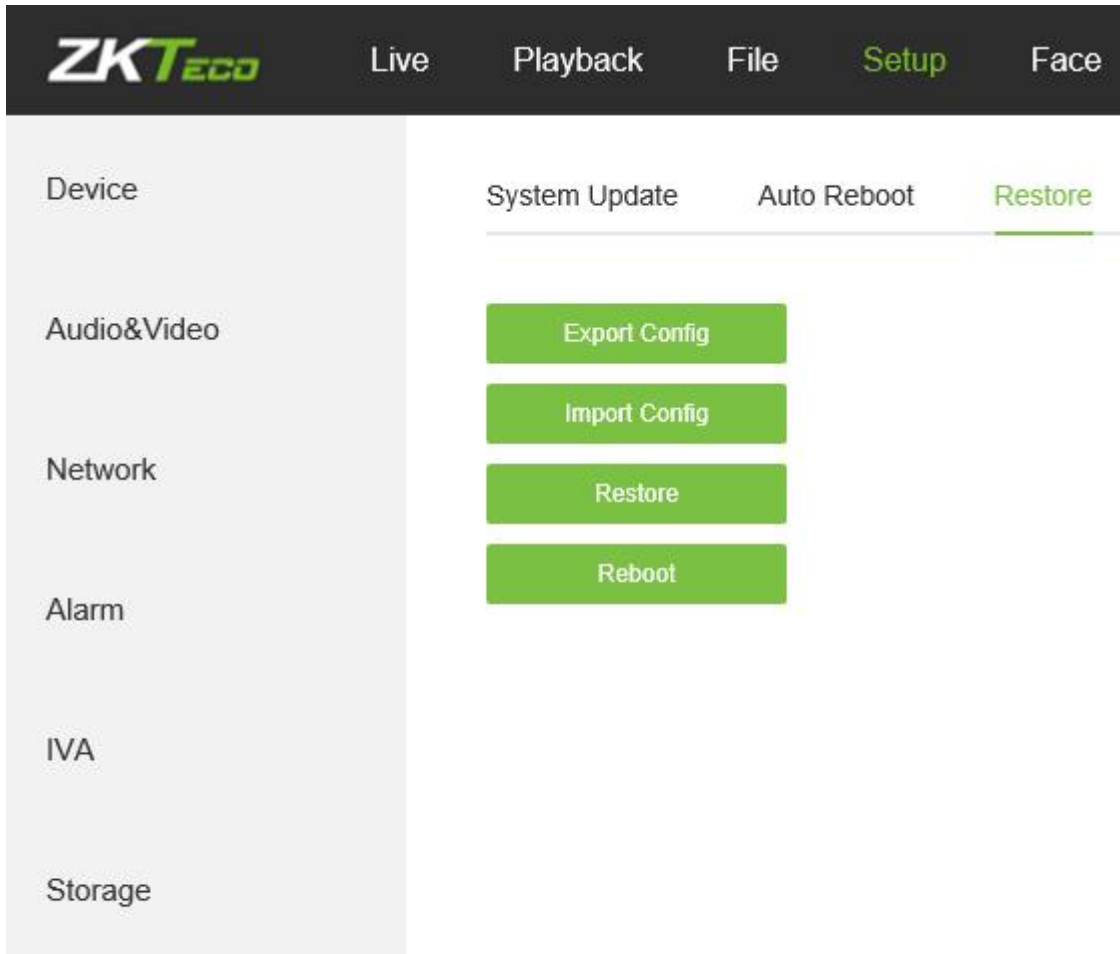 ZKTeco Live Playback File Setup Face
Device
System Update Auto Reboot Restore
Audio&Video
Export Config
Import Config
Network
Restore
Reboot
Alarm
IVA
Storage